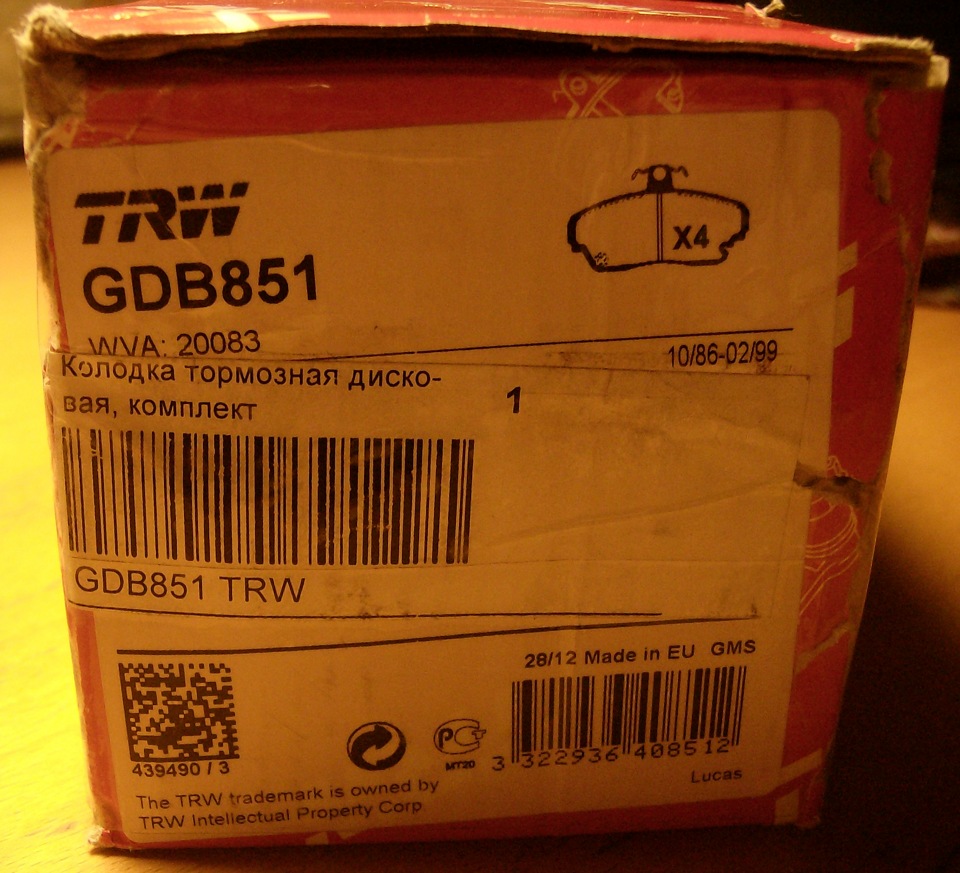 TRW
GDB851
X4
WVA: 20083
10/86-02/99
Колодка тормозная диско-
вая, комплект
1
GDB851 TRW
28/12 Made in EU GMS
439490 / 3
РСТ
МТ20
3 322936 408512
Lucas
The TRW trademark is owned by
TRW Intellectual Property Corp